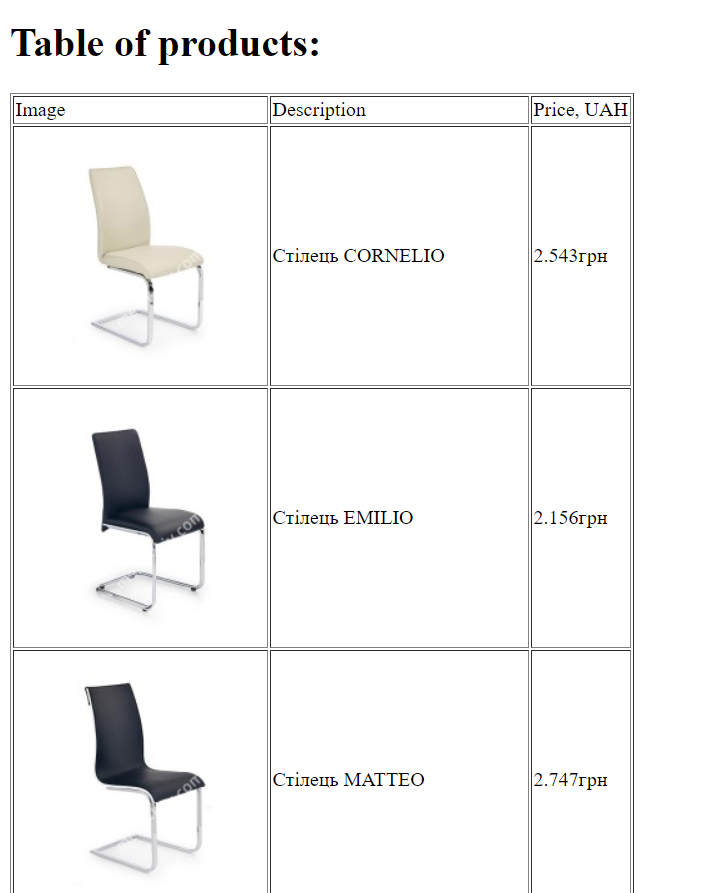 Table of products:
Image Description Price, UAH
Стілець CORNELIO 2.543грн
Стілець EMILIO 2.156грн
Стілець MATTEO 2.747грн